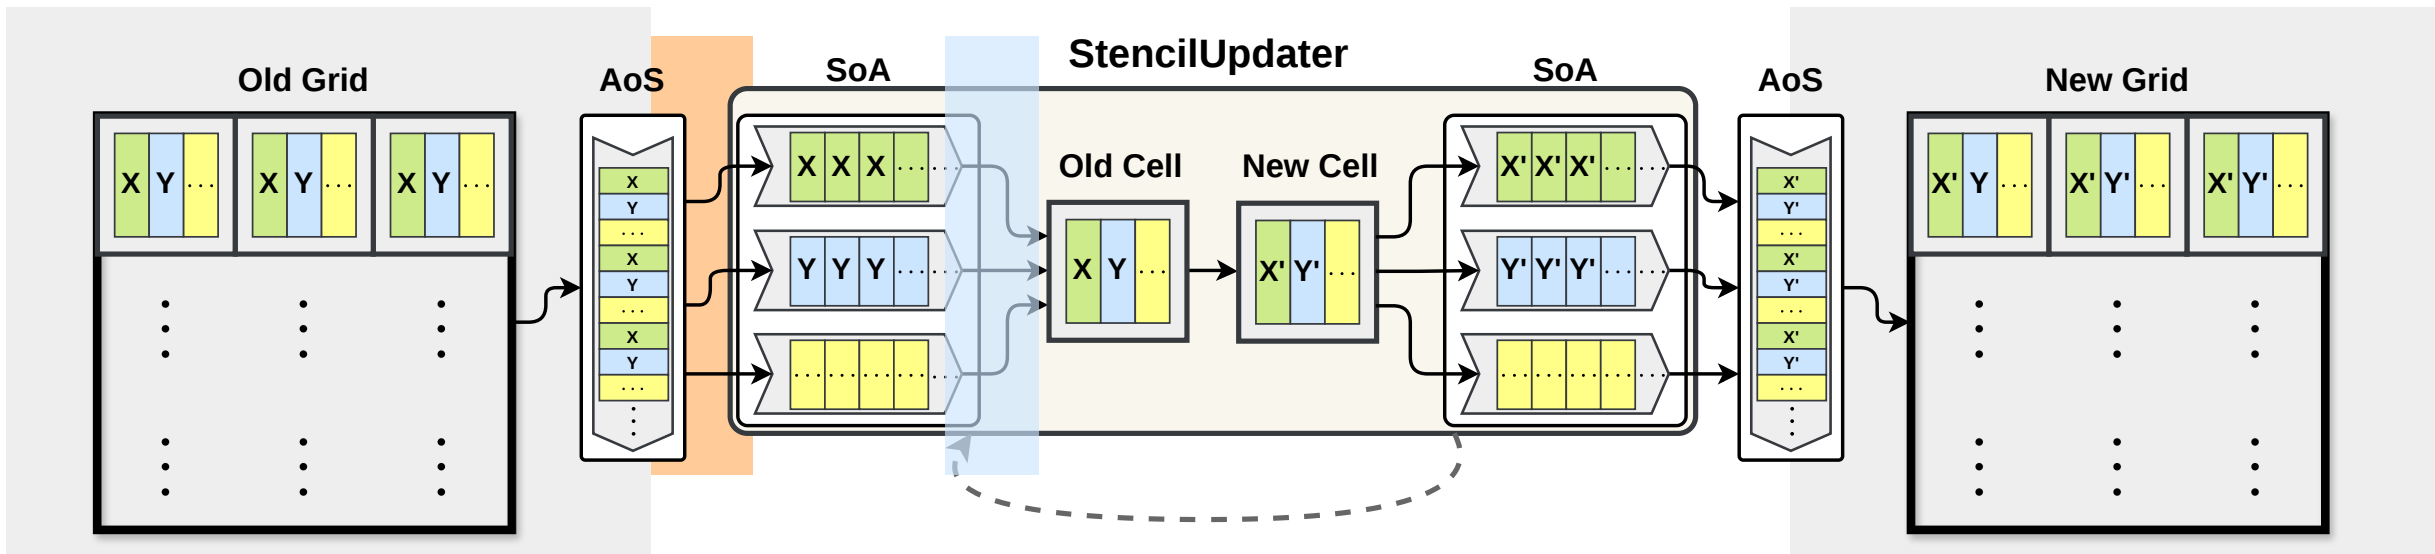 StencilUpdater
Old Grid
AoS
SoA
SoA
AoS
New Grid
X Y ... X Y ... X Y ...
X
Y
...
X
Y
...
X
Y
...
X X X ......
Y Y Y ......
...............
Old Cell
X Y ...
New Cell
X' Y' ...
X' X' X' ......
Y' Y' Y' ......
...............
X'
Y'
...
X'
Y'
...
X'
Y'
...
X' Y ... X' Y' ... X' Y' ...